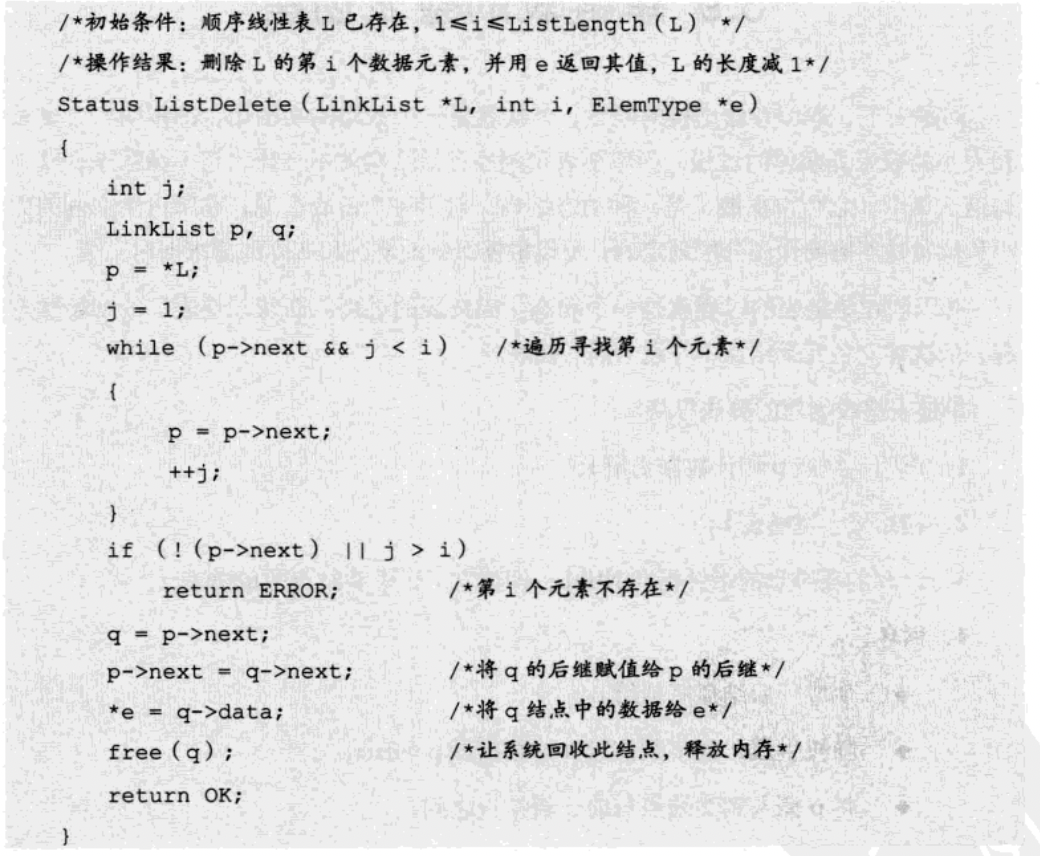 /*初始条件：顺序线性表 L 已存在，1≤i≤ListLength(L) */
/*操作结果：删除 L 的第 i 个数据元素，并用 e 返回其值，L 的长度减 1*/
Status ListDelete(LinkList *L, int i, ElemType *e)
{
    int j;
    LinkList p, q;
    p = *L;
    j = 1;
    while (p->next && j < i)    /*遍历寻找第 i 个元素*/
    {
        p = p->next;
        ++j;
    }
    if (!(p->next) || j > i)
        return ERROR;    /*第 i 个元素不存在*/
    q = p->next;
    p->next = q->next;    /*将 q 的后继赋值给 p 的后继*/
    *e = q->data;    /*将 q 结点中的数据给 e*/
    free(q);    /*让系统回收此结点，释放内存*/
    return OK;
}